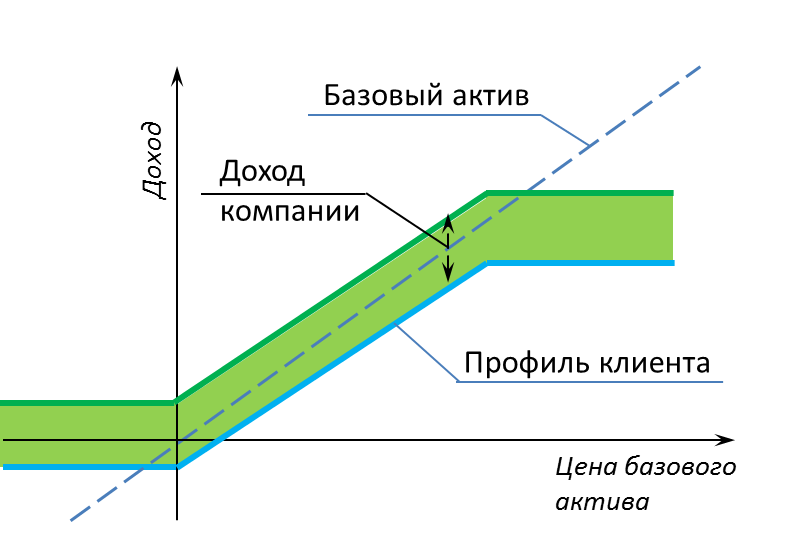 Базовый актив
Доход
Доход
компании
Профиль клиента
Цена базового
актива